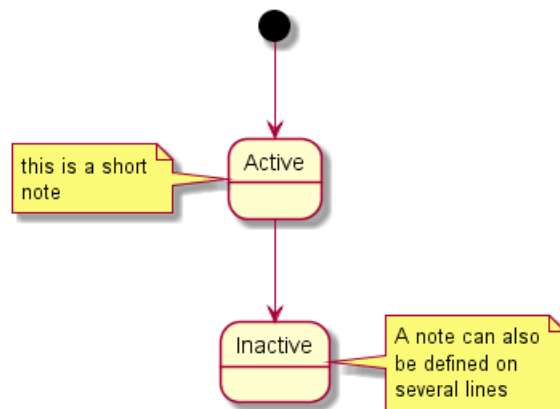 Active
this is a short
note
Inactive
A note can also
be defined on
several lines